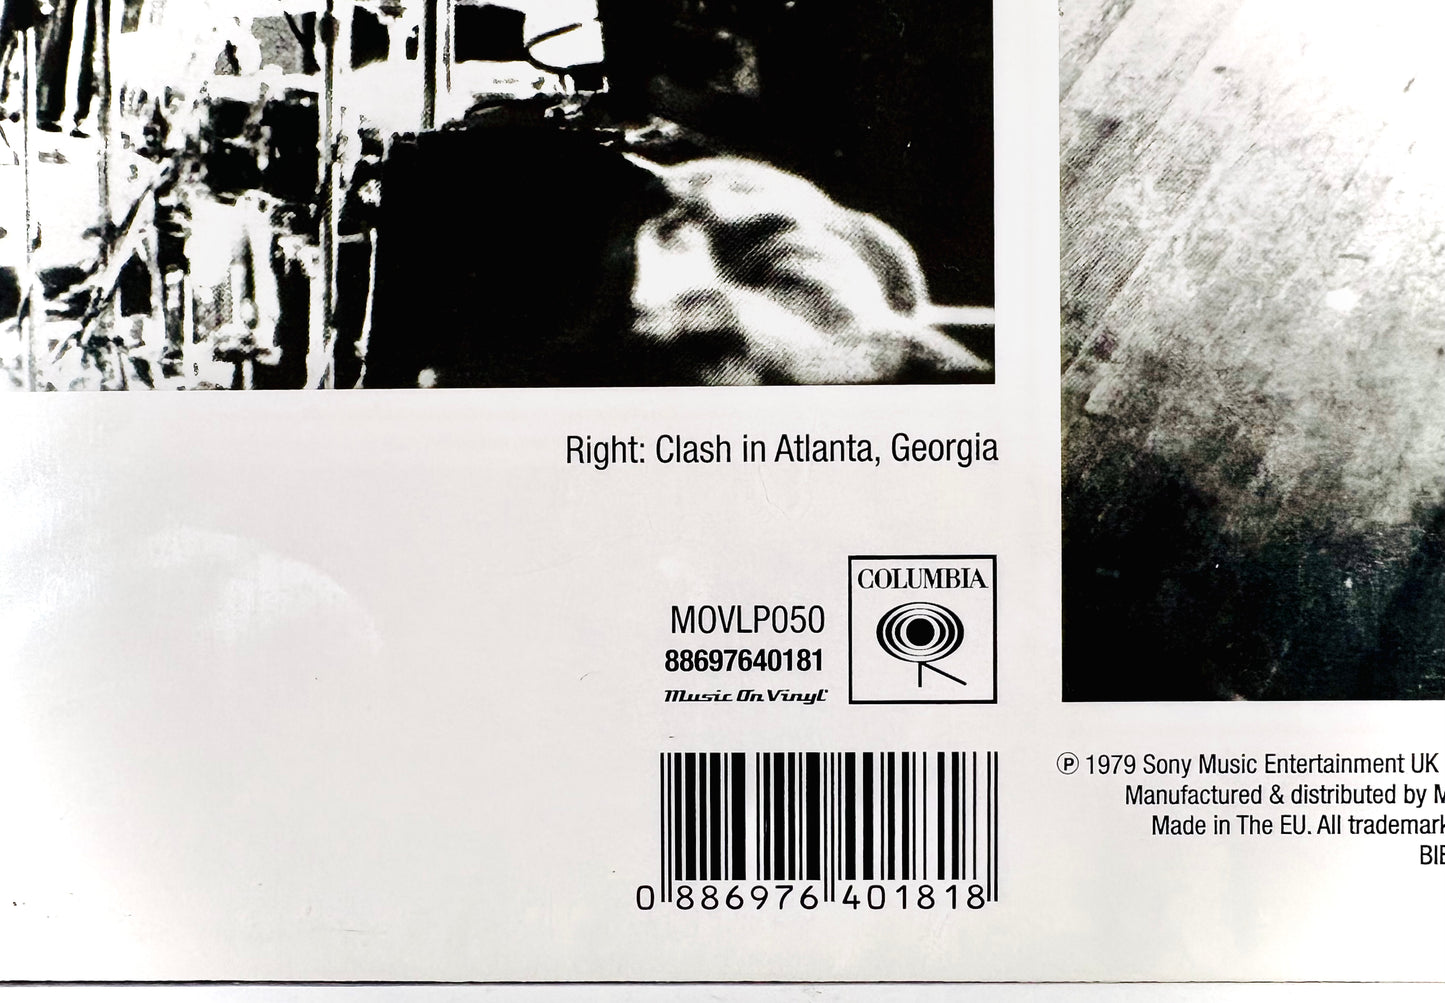 Right: Clash in Atlanta, Georgia
COLUMBIA
MOVLP050
88697640181
Music On Vinyl
0 886976 401818
℗ 1979 Sony Music Entertainment UK
Manufactured & distributed by
Made in The EU. All